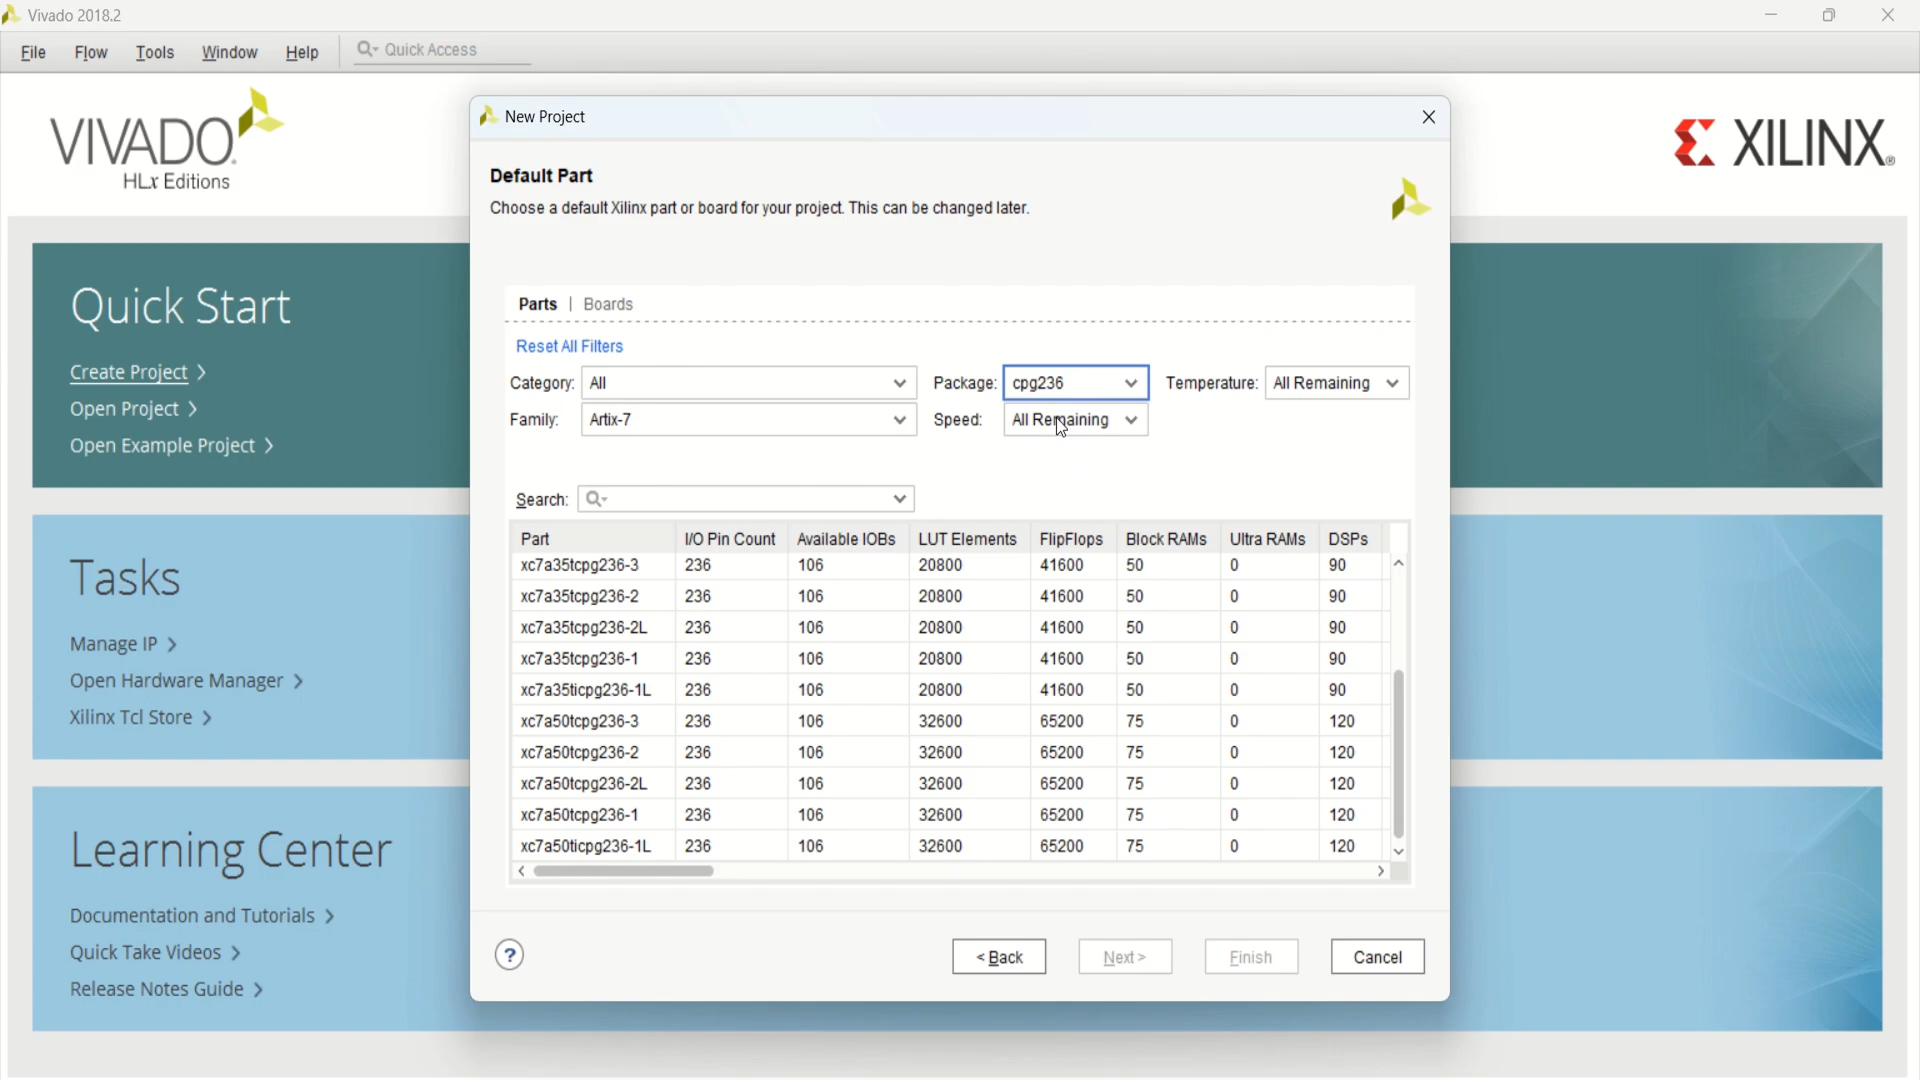 Vivado 2018.2
File Flow Tools Window Help Quick Access
VIVADO.
HLx Editions
XILINX®
New Project
Default Part
Choose a default Xilinx part or board for your project. This can be changed later.
Quick Start
Create Project >
Open Project >
Open Example Project >
Tasks
Manage IP >
Open Hardware Manager >
Xilinx Tcl Store >
Learning Center
Documentation and Tutorials >
Quick Take Videos >
Release Notes Guide >
Parts | Boards
Reset All Filters
Category: All Package: cpg236 Temperature: All Remaining
Family: Artix-7 Speed: All Remaining
Search:
Part I/O Pin Count Available IOBs LUT Elements FlipFlops Block RAMs Ultra RAMs DSPs
xc7a35tcpg236-3 236 106 20800 41600 50 0 90
xc7a35tcpg236-2 236 106 20800 41600 50 0 90
xc7a35tcpg236-2L 236 106 20800 41600 50 0 90
xc7a35tcpg236-1 236 106 20800 41600 50 0 90
xc7a35ticpg236-1L 236 106 20800 41600 50 0 90
xc7a50tcpg236-3 236 106 32600 65200 75 0 120
xc7a50tcpg236-2 236 106 32600 65200 75 0 120
xc7a50tcpg236-2L 236 106 32600 65200 75 0 120
xc7a50tcpg236-1 236 106 32600 65200 75 0 120
xc7a50ticpg236-1L 236 106 32600 65200 75 0 120
? < Back Next > Finish Cancel